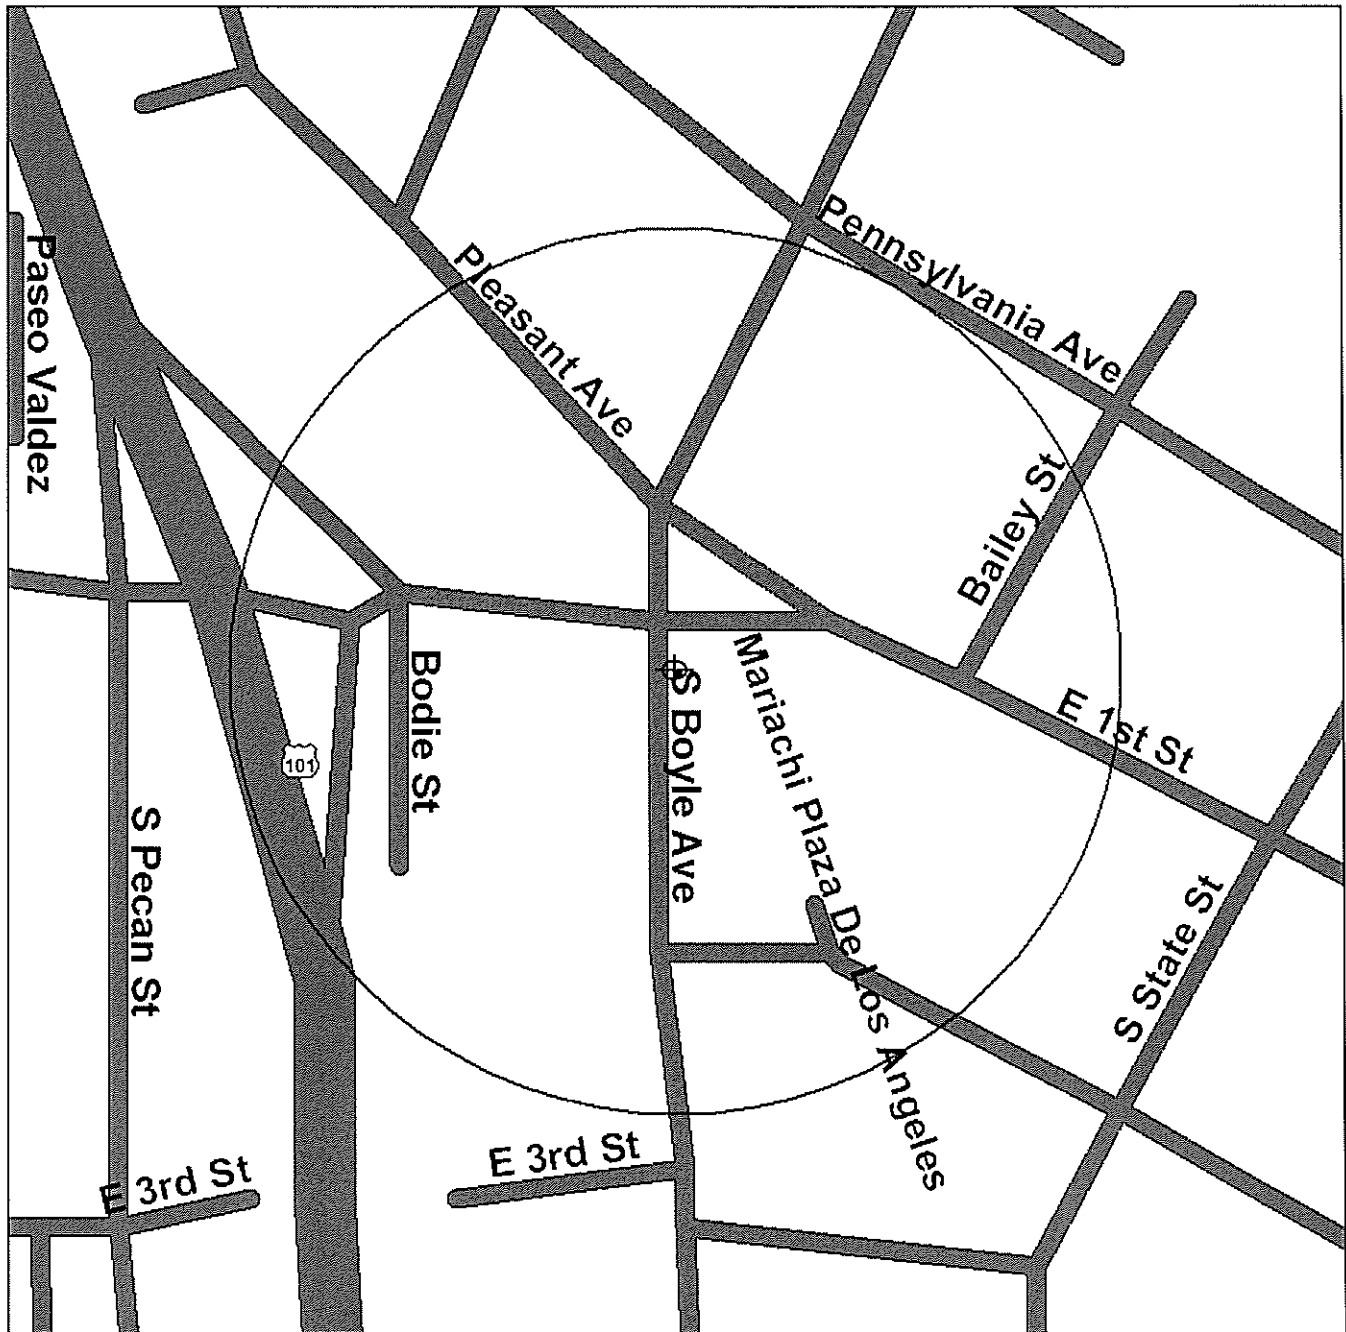 Pennsylvania Ave
Paseo Valdez
Pleasant Ave
Bailey St
Mariachi Plaza De Los Angeles
Bodie St
S Boyle Ave
E 1st St
101
S Pecan St
S State St
E 3rd St
E 3rd St